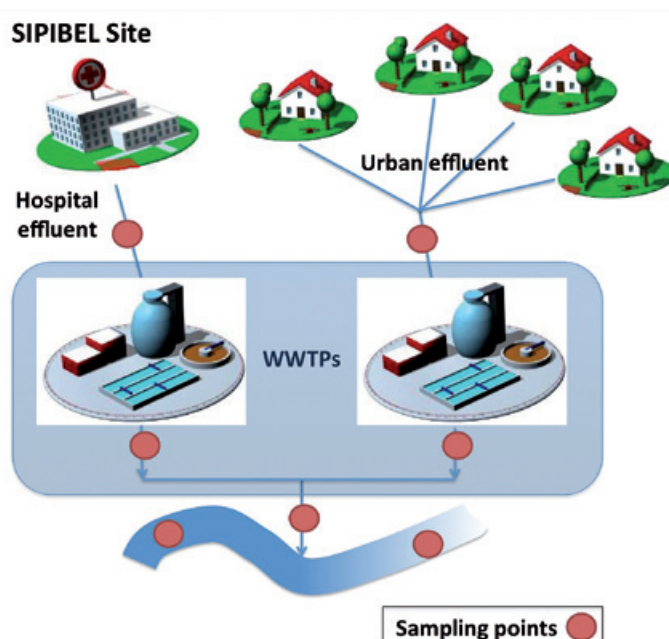 SIPIBEL Site
Urban effluent
Hospital
effluent
WWTPs
Sampling points